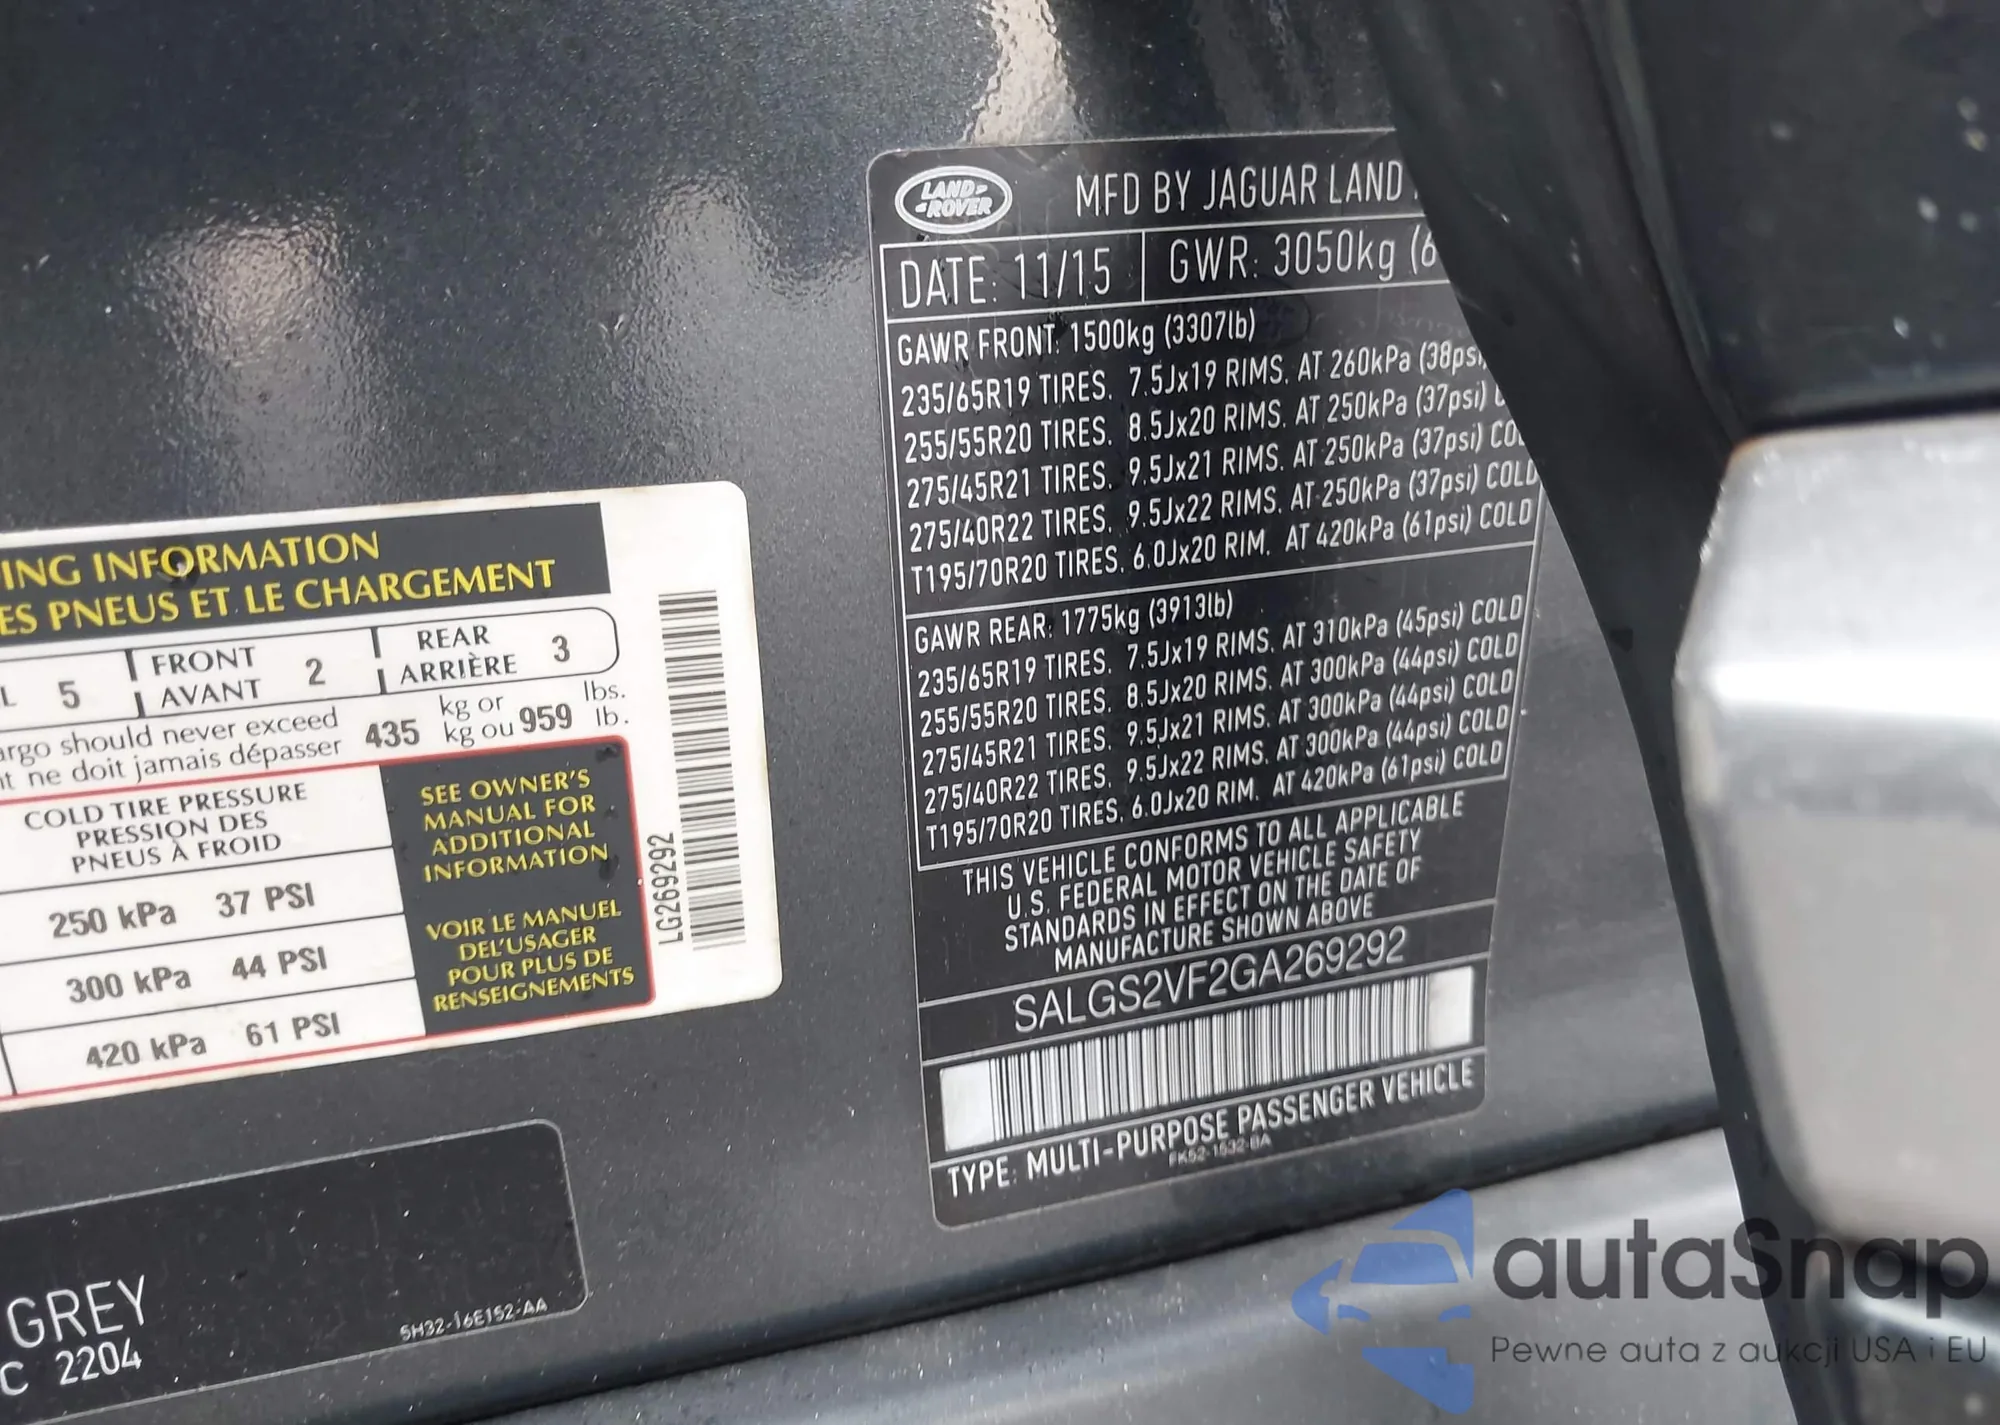 ING INFORMATION
ES PNEUS ET LE CHARGEMENT
L 5 FRONT AVANT 2 REAR ARRIÈRE 3
argo should never exceed 435 kg or 959 lbs.
nt ne doit jamais dépasser kg ou lb.
COLD TIRE PRESSURE
PRESSION DES
PNEUS À FROID
250 kPa 37 PSI
300 kPa 44 PSI
420 kPa 61 PSI
SEE OWNER'S
MANUAL FOR
ADDITIONAL
INFORMATION
VOIR LE MANUEL
DEL'USAGER
POUR PLUS DE
RENSEIGNEMENTS
LG269292
GREY
C 2204
5H32-16E152-AA
LAND
ROVER
MFD BY JAGUAR LAND
DATE: 11/15 GWR: 3050kg (6
GAWR FRONT: 1500kg (3307lb)
235/65R19 TIRES. 7.5Jx19 RIMS. AT 260kPa (38psi
255/55R20 TIRES. 8.5Jx20 RIMS. AT 250kPa (37psi)
275/45R21 TIRES. 9.5Jx21 RIMS. AT 250kPa (37psi) CO
275/40R22 TIRES. 9.5Jx22 RIMS. AT 250kPa (37psi) COLD
T195/70R20 TIRES. 6.0Jx20 RIM. AT 420kPa (61psi) COLD
GAWR REAR: 1775kg (3913lb)
235/65R19 TIRES. 7.5Jx19 RIMS. AT 310kPa (45psi) COLD
255/55R20 TIRES. 8.5Jx20 RIMS. AT 300kPa (44psi) COLD
275/45R21 TIRES. 9.5Jx21 RIMS. AT 300kPa (44psi) COLD
275/40R22 TIRES. 9.5Jx22 RIMS. AT 300kPa (44psi) COLD
T195/70R20 TIRES. 6.0Jx20 RIM. AT 420kPa (61psi) COLD
THIS VEHICLE CONFORMS TO ALL APPLICABLE
U.S. FEDERAL MOTOR VEHICLE SAFETY
STANDARDS IN EFFECT ON THE DATE OF
MANUFACTURE SHOWN ABOVE
SALGS2VF2GA269292
TYPE: MULTI-PURPOSE PASSENGER VEHICLE
FK52-1532-BA
autaSnap
Pewne auta z aukcji USA i EU